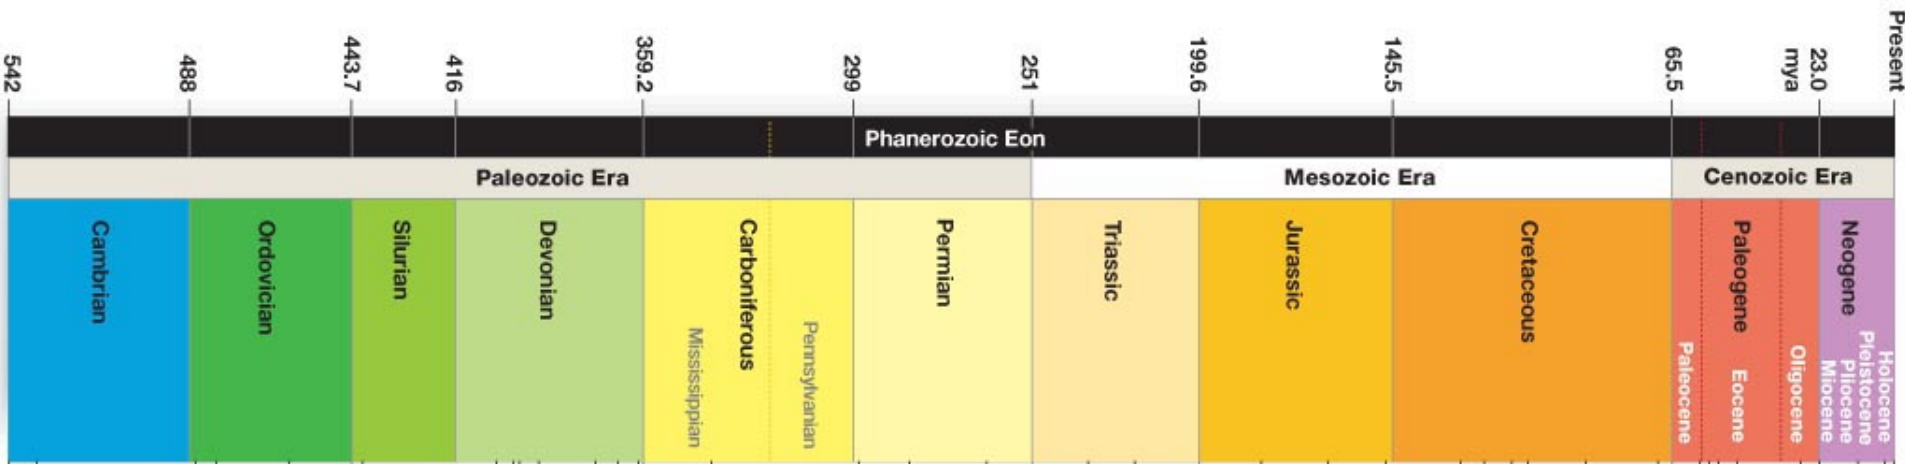 542
488
443.7
416
359.2
299
251
199.6
145.5
65.5
23.0
mya
Present
Phanerozoic Eon
Paleozoic Era
Mesozoic Era
Cenozoic Era
Cambrian
Ordovician
Silurian
Devonian
Carboniferous
Mississippian
Pennsylvanian
Permian
Triassic
Jurassic
Cretaceous
Paleogene
Paleocene
Eocene
Oligocene
Neogene
Miocene
Pliocene
Pleistocene
Holocene